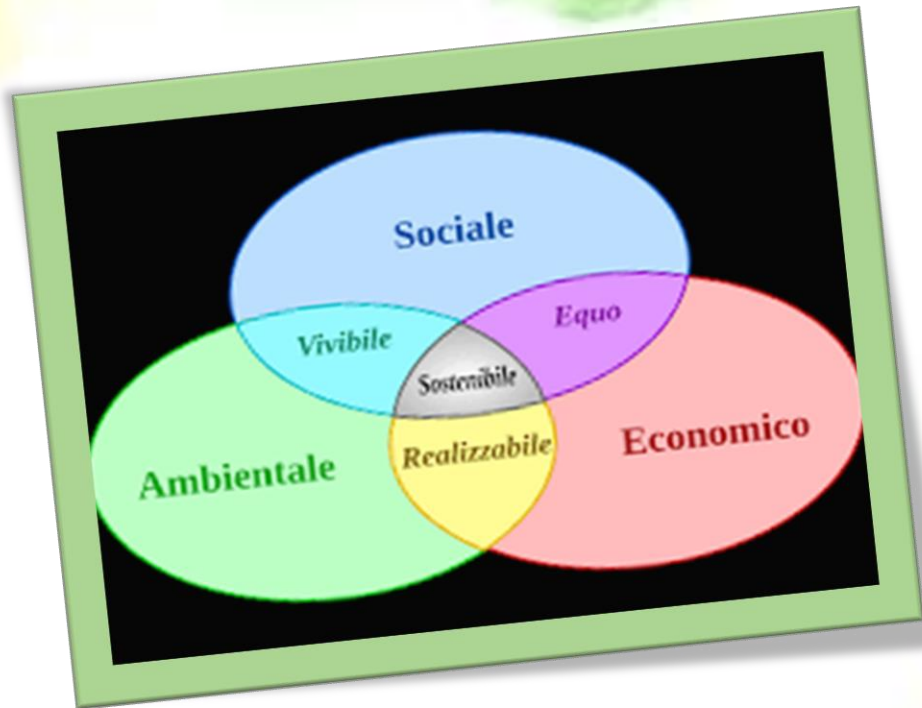 Sociale
Equo
Vivibile
Sostenibile
Economico
Realizzabile
Ambientale